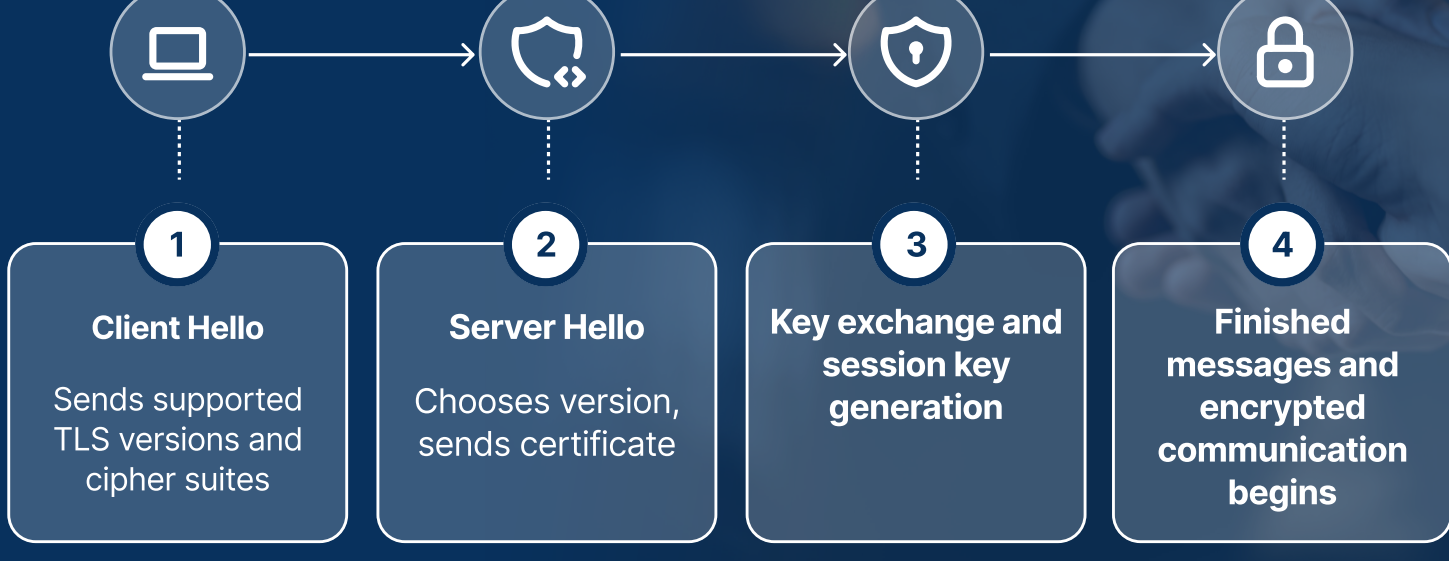 1
Client Hello
Sends supported
TLS versions and
cipher suites
2
Server Hello
Chooses version,
sends certificate
3
Key exchange and
session key
generation
4
Finished
messages and
encrypted
communication
begins